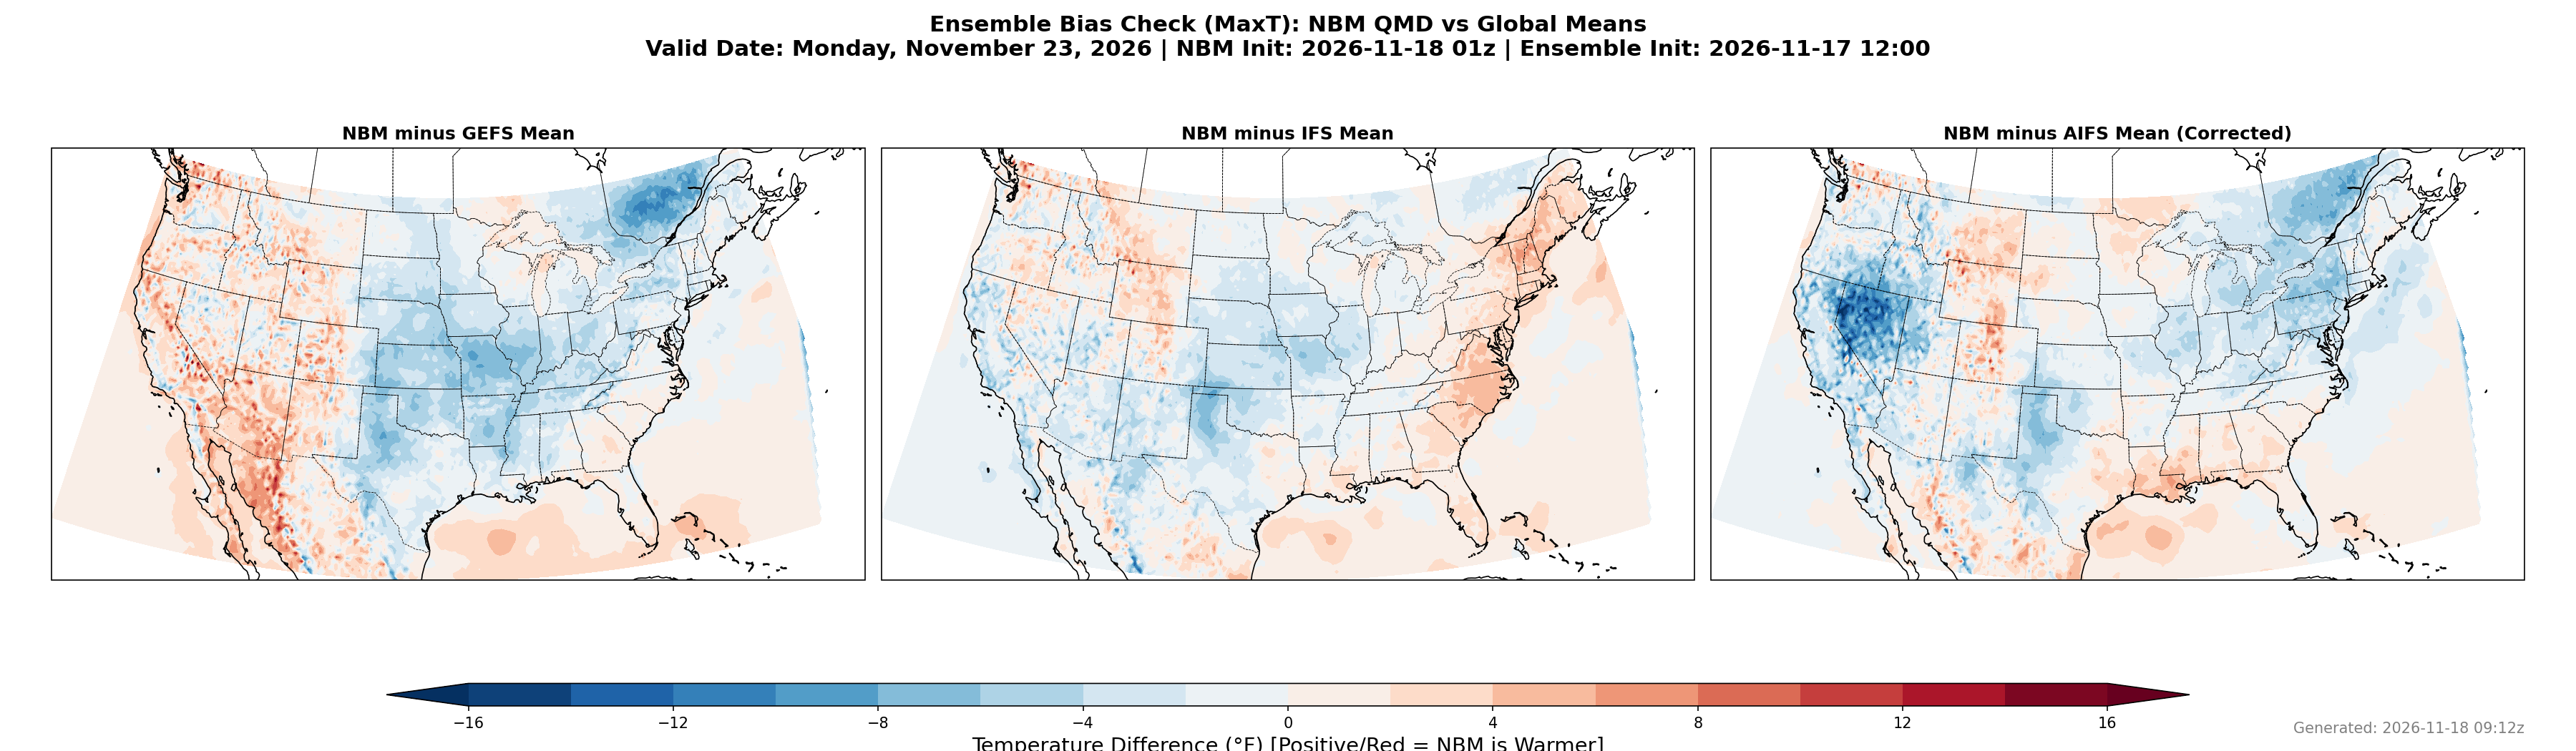 Ensemble Bias Check (MaxT): NBM QMD vs Global Means
Valid Date: Monday, November 23, 2026 | NBM Init: 2026-11-18 01z | Ensemble Init: 2026-11-17 12:00
NBM minus GEFS Mean
NBM minus IFS Mean
NBM minus AIFS Mean (Corrected)
−16 −12 −8 −4 0 4 8 12 16
Temperature Difference (°F) [Positive/Red = NBM is Warmer]
Generated: 2026-11-18 09:12z